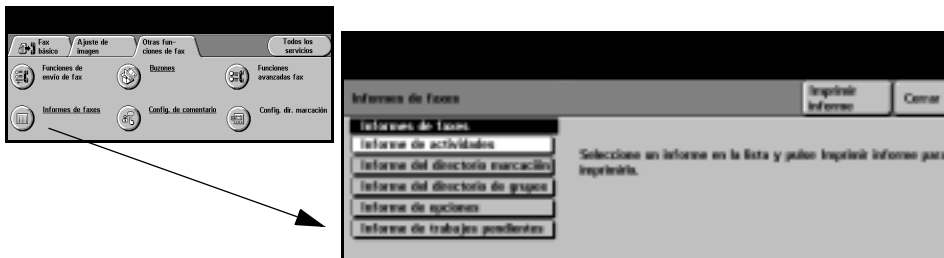 Fax básico
Ajuste de imagen
Otras fun-
ciones de fax
Todos los servicios
Funciones de envío de fax
Buzones
Funciones avanzadas fax
Informes de faxes
Config. de comentario
Config. dir. marcación
Informes de faxes
Imprimir informe
Cerrar
Informes de faxes
Informe de actividades
Informe del directorio marcación
Informe del directorio de grupos
Informe de opciones
Informe de trabajos pendientes
Seleccione un informe en la lista y pulse Imprimir informe para
imprimirlo.